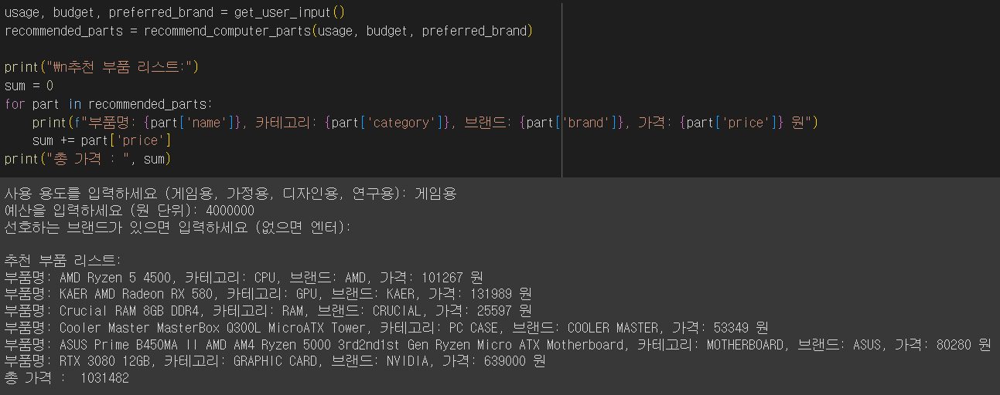 usage, budget, preferred_brand = get_user_input()
recommended_parts = recommend_computer_parts(usage, budget, preferred_brand)
print("₩n추천 부품 리스트:")
sum = 0
for part in recommended_parts:
    print(f"부품명: {part['name']}, 카테고리: {part['category']}, 브랜드: {part['brand']}, 가격: {part['price']} 원")
    sum += part['price']
print("총 가격 : ", sum)
사용 용도를 입력하세요 (게임용, 가정용, 디자인용, 연구용): 게임용
예산을 입력하세요 (원 단위): 4000000
선호하는 브랜드가 있으면 입력하세요 (없으면 엔터):
추천 부품 리스트:
부품명: AMD Ryzen 5 4500, 카테고리: CPU, 브랜드: AMD, 가격: 101267 원
부품명: KAER AMD Radeon RX 580, 카테고리: GPU, 브랜드: KAER, 가격: 131989 원
부품명: Crucial RAM 8GB DDR4, 카테고리: RAM, 브랜드: CRUCIAL, 가격: 25597 원
부품명: Cooler Master MasterBox Q300L MicroATX Tower, 카테고리: PC CASE, 브랜드: COOLER MASTER, 가격: 53349 원
부품명: ASUS Prime B450MA II AMD AM4 Ryzen 5000 3rd2nd1st Gen Ryzen Micro ATX Motherboard, 카테고리: MOTHERBOARD, 브랜드: ASUS, 가격: 80280 원
부품명: RTX 3080 12GB, 카테고리: GRAPHIC CARD, 브랜드: NVIDIA, 가격: 639000 원
총 가격 :  1031482